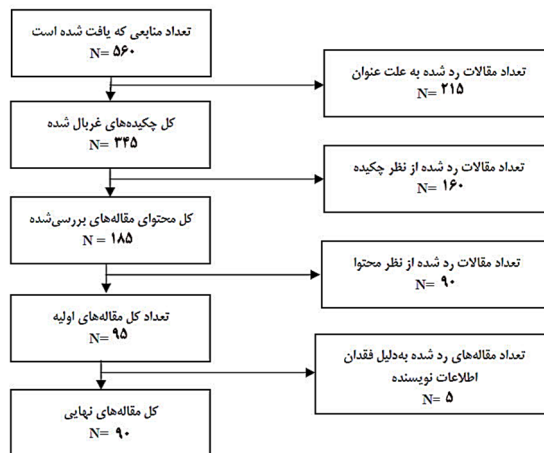 تعداد منابعی که یافت شده است
N= ۵۶۰
تعداد مقالات رد شده به علت عنوان
N= ۲۱۵
کل چکیده‌های غربال شده
N= ۳۴۵
تعداد مقالات رد شده از نظر چکیده
N= ۱۶۰
کل محتوای مقاله‌های بررسی‌شده
N = ۱۸۵
تعداد مقالات رد شده از نظر محتوا
N= ۹۰
تعداد کل مقاله‌های اولیه
N= ۹۵
تعداد مقاله‌های رد شده به‌دلیل فقدان
اطلاعات نویسنده
N= ۵
کل مقاله‌های نهایی
N= ۹۰